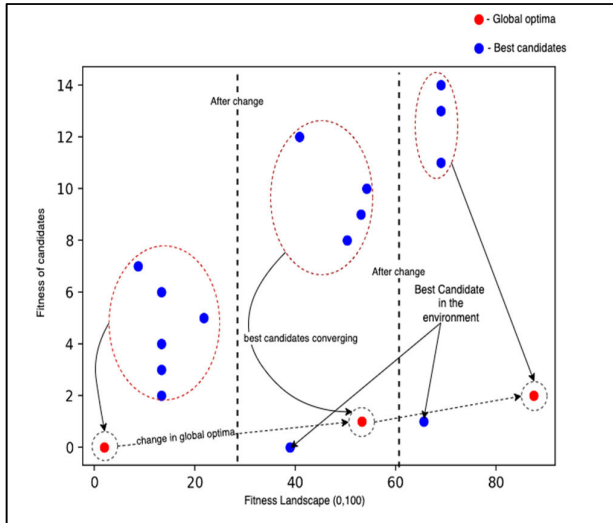 - Global optima
- Best candidates
After change
After change
Best Candidate
in the
environment
best candidates converging
change in global optima
Fitness of candidates
14
12
10
8
6
4
2
0
0
20
40
60
80
Fitness Landscape (0,100)